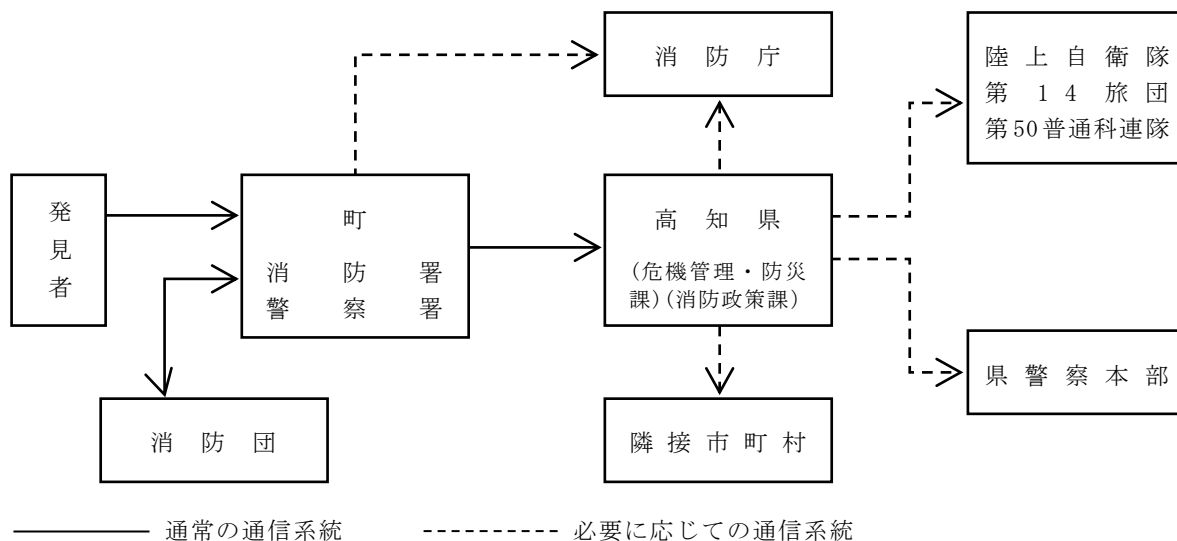 消防庁
陸上自衛隊
第14旅団
第50普通科連隊
発見者
町
消防署
警察署
高知県
(危機管理・防災
課)(消防政策課)
県警察本部
消防団
隣接市町村
通常の通信系統
必要に応じての通信系統